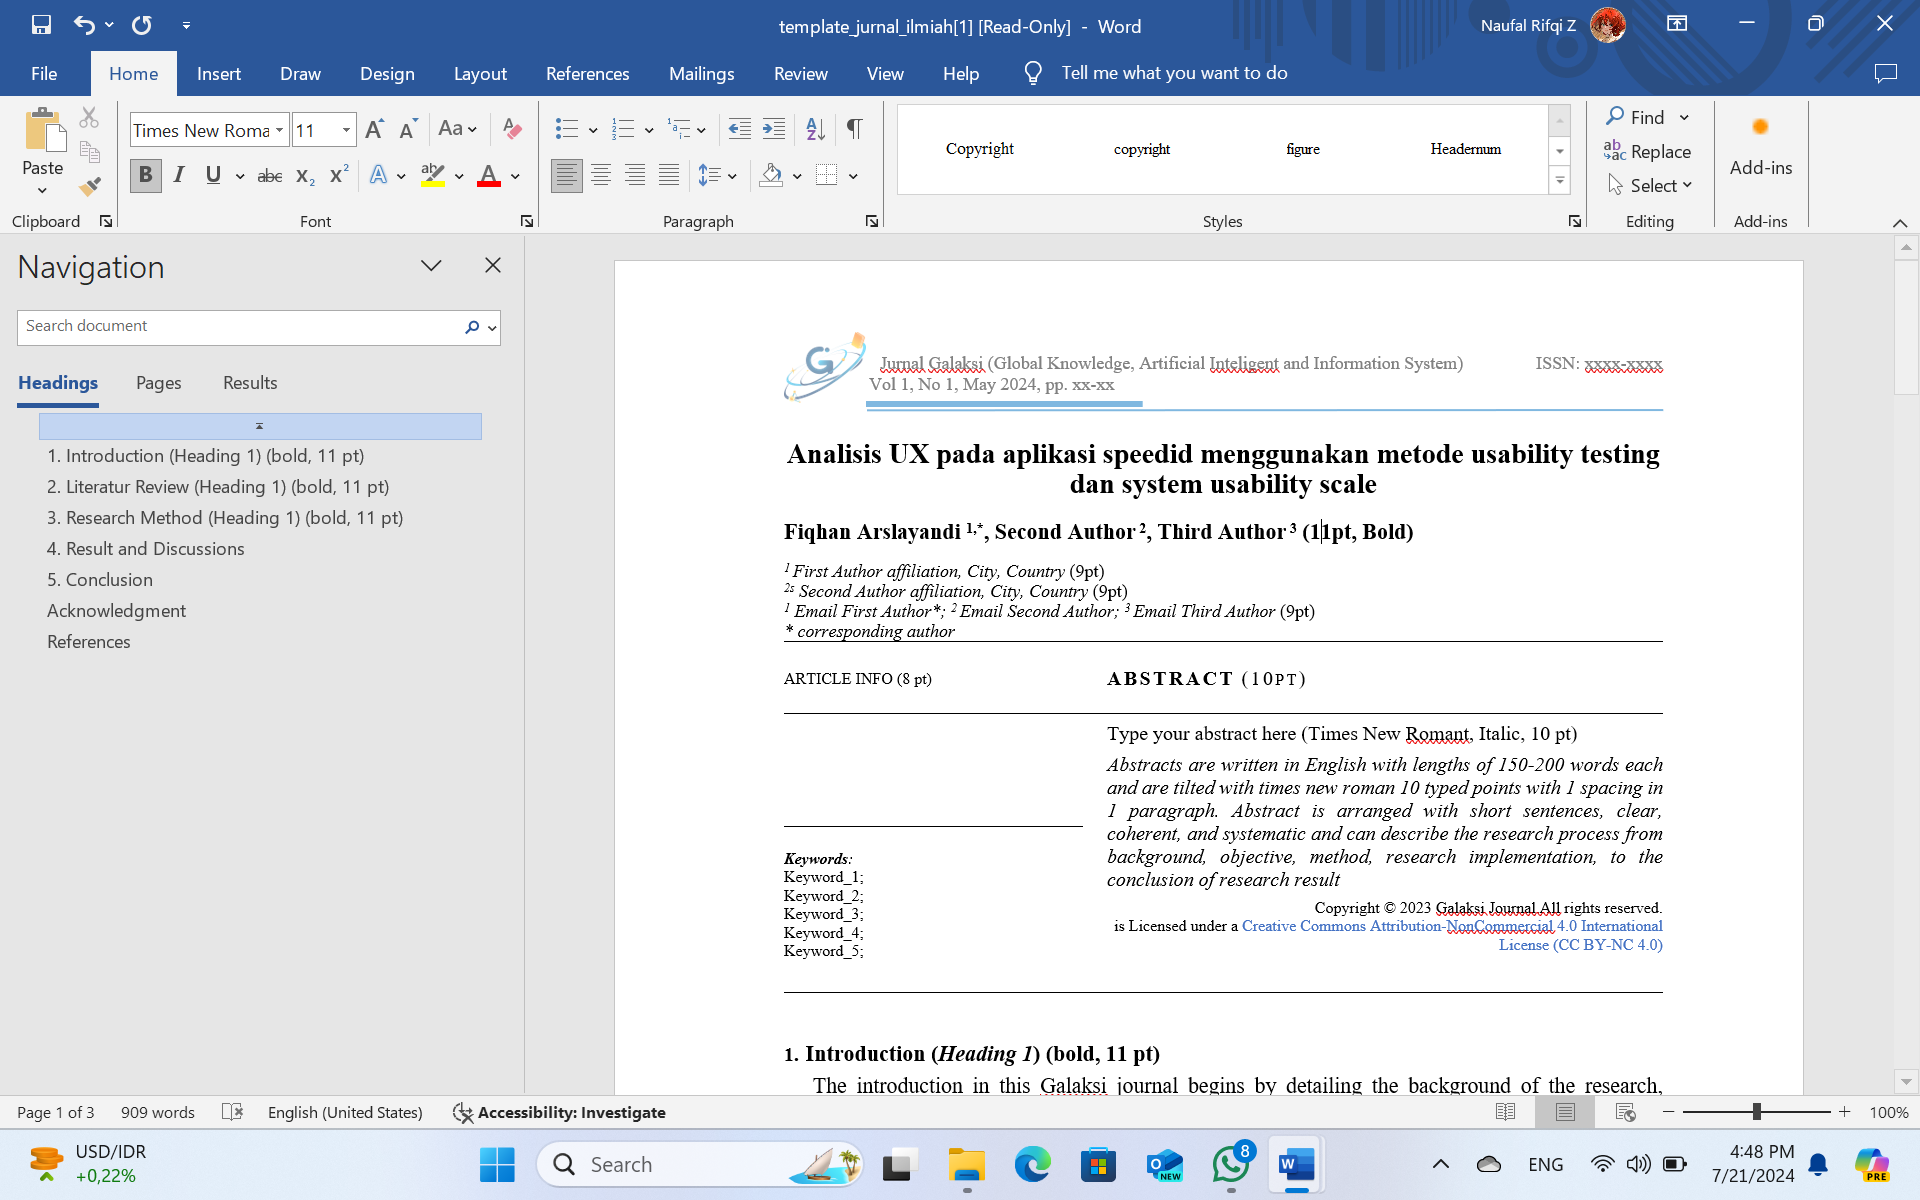 template_jurnal_ilmiah[1] [Read-Only] - Word
Naufal Rifqi Z
File Home Insert Draw Design Layout References Mailings Review View Help Tell me what you want to do
Paste
Clipboard
Times New Roma 11
Aa
B I U abc x₂ x²
Font
Paragraph
Copyright copyright figure Headernum
Styles
Find
Replace
Select
Editing
Add-ins
Add-ins
Navigation
Search document
Headings Pages Results
1. Introduction (Heading 1) (bold, 11 pt)
2. Literatur Review (Heading 1) (bold, 11 pt)
3. Research Method (Heading 1) (bold, 11 pt)
4. Result and Discussions
5. Conclusion
Acknowledgment
References
Jurnal Galaksi (Global Knowledge, Artificial Inteligent and Information System) ISSN: xxxx-xxxx
Vol 1, No 1, May 2024, pp. xx-xx
Analisis UX pada aplikasi speedid menggunakan metode usability testing
dan system usability scale
Fiqhan Arslayandi 1,*, Second Author 2, Third Author 3 (11pt, Bold)
1 First Author affiliation, City, Country (9pt)
2s Second Author affiliation, City, Country (9pt)
1 Email First Author*; 2 Email Second Author; 3 Email Third Author (9pt)
* corresponding author
ARTICLE INFO (8 pt)
ABSTRACT (10PT)
Type your abstract here (Times New Romant, Italic, 10 pt)
Abstracts are written in English with lengths of 150-200 words each
and are tilted with times new roman 10 typed points with 1 spacing in
1 paragraph. Abstract is arranged with short sentences, clear,
coherent, and systematic and can describe the research process from
background, objective, method, research implementation, to the
conclusion of research result
Keywords:
Keyword_1;
Keyword_2;
Keyword_3;
Keyword_4;
Keyword_5;
Copyright © 2023 Galaksi Journal.All rights reserved.
is Licensed under a Creative Commons Attribution-NonCommercial 4.0 International
License (CC BY-NC 4.0)
1. Introduction (Heading 1) (bold, 11 pt)
The introduction in this Galaksi journal begins by detailing the background of the research,
Page 1 of 3 909 words English (United States) Accessibility: Investigate 100%
USD/IDR
+0,22%
Search
NEW
8
ENG
4:48 PM
7/21/2024
PRE